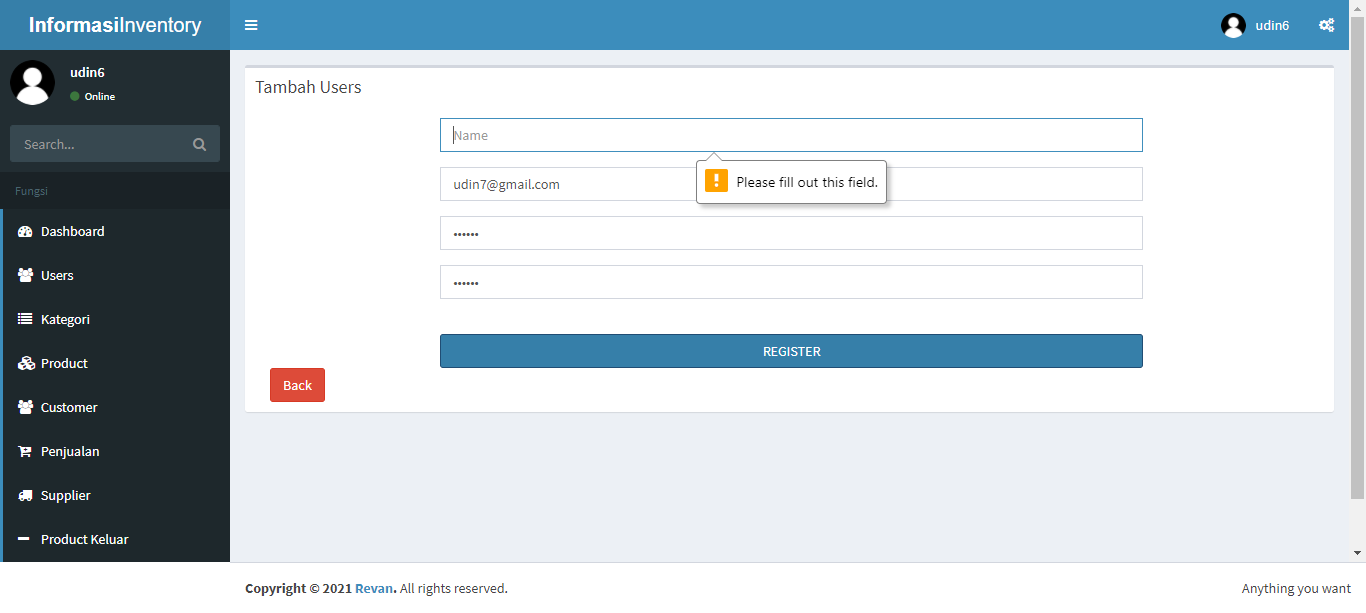 InformasiInventory
udin6
udin6
Online
Search...
Fungsi
Dashboard
Users
Kategori
Product
Customer
Penjualan
Supplier
Product Keluar
Tambah Users
Name
Please fill out this field.
udin7@gmail.com
••••••
••••••
REGISTER
Back
Copyright © 2021 Revan. All rights reserved.
Anything you want